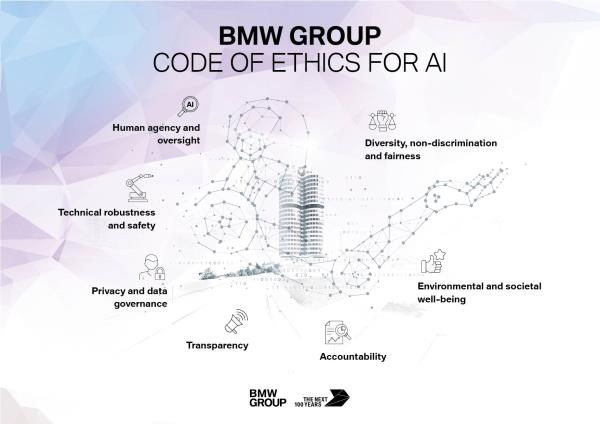 BMW GROUP
CODE OF ETHICS FOR AI
AI
Human agency and
oversight
Diversity, non-discrimination
and fairness
Technical robustness
and safety
Privacy and data
governance
Environmental and societal
well-being
Transparency
Accountability
BMW
GROUP
THE NEXT
100 YEARS